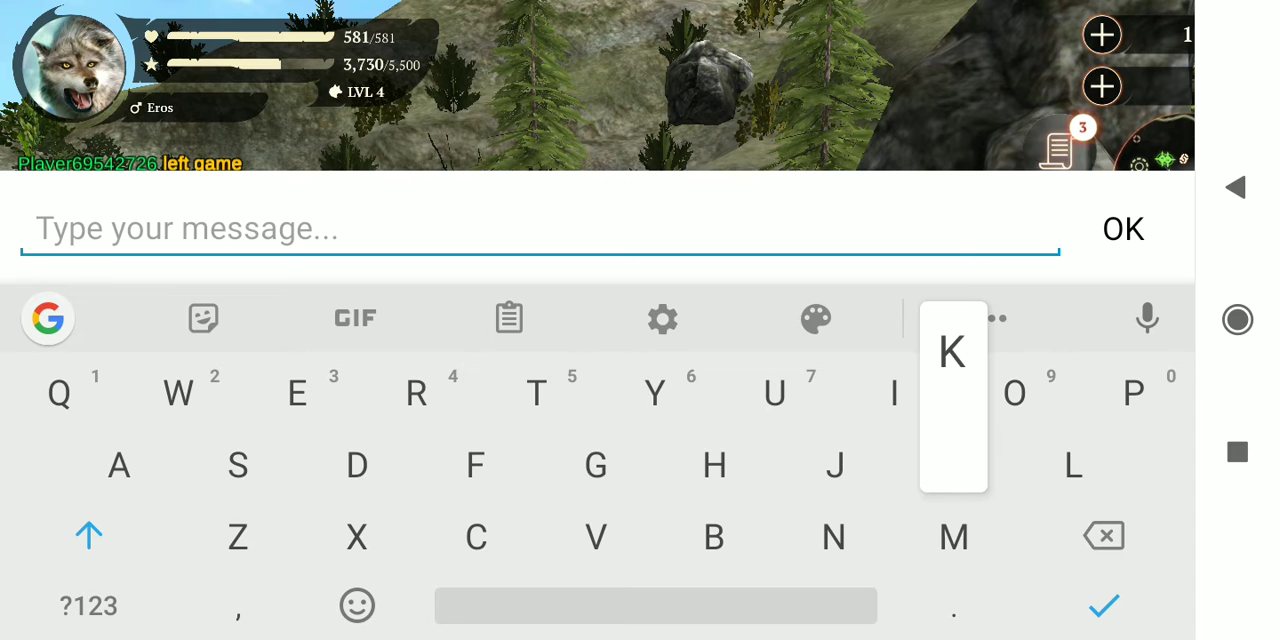 581/581
3,730/5,500
LVL 4
♂ Eros
1
3
Player69542726 left game
Type your message...
OK
GIF
Q 1 W 2 E 3 R 4 T 5 Y 6 U 7 I O 9 P 0
A S D F G H J K L
Z X C V B N M
?123 , .